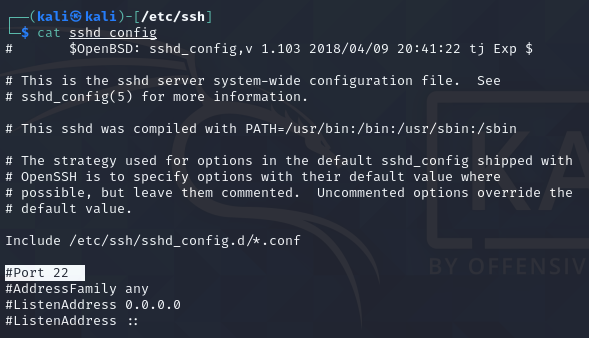 ┌──(kali㉿kali)-[/etc/ssh]
└─$ cat sshd_config
#       $OpenBSD: sshd_config,v 1.103 2018/04/09 20:41:22 tj Exp $
# This is the sshd server system-wide configuration file.  See
# sshd_config(5) for more information.
# This sshd was compiled with PATH=/usr/bin:/bin:/usr/sbin:/sbin
# The strategy used for options in the default sshd_config shipped with
# OpenSSH is to specify options with their default value where
# possible, but leave them commented.  Uncommented options override the
# default value.
Include /etc/ssh/sshd_config.d/*.conf
#Port 22
#AddressFamily any
#ListenAddress 0.0.0.0
#ListenAddress ::
KA
BY OFFENSIV